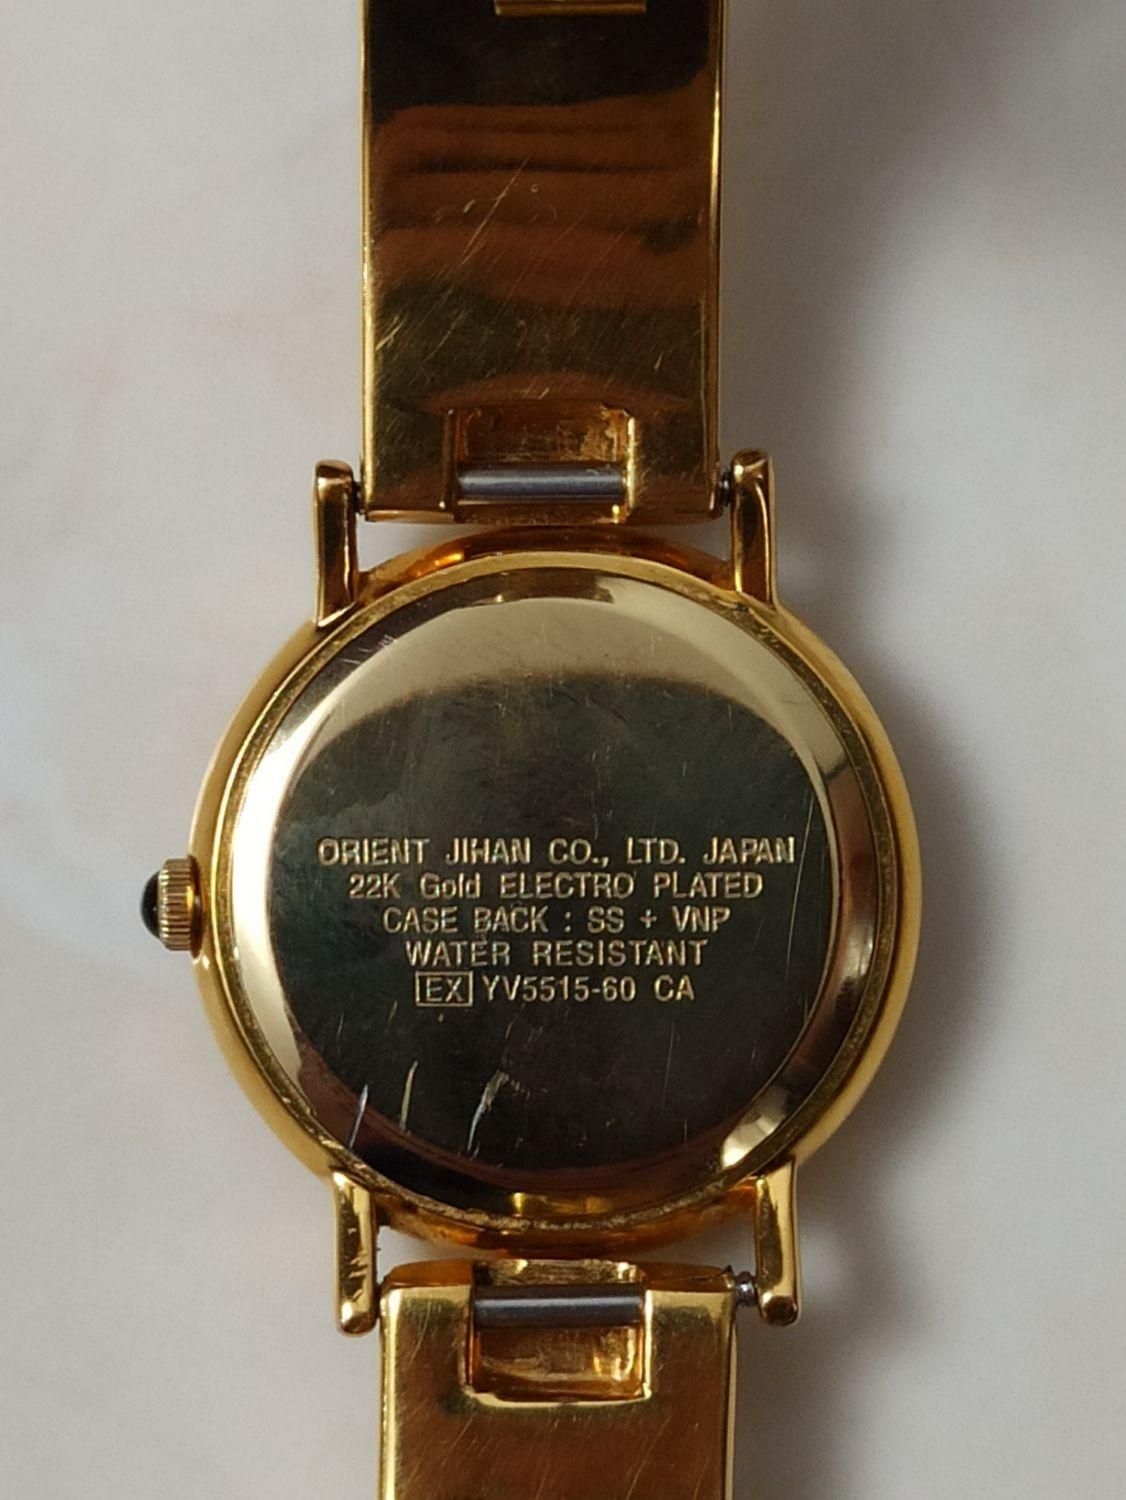 ORIENT JIHAN CO., LTD. JAPAN
22K Gold ELECTRO PLATED
CASE BACK : SS + VNP
WATER RESISTANT
EX YV5515-60 CA